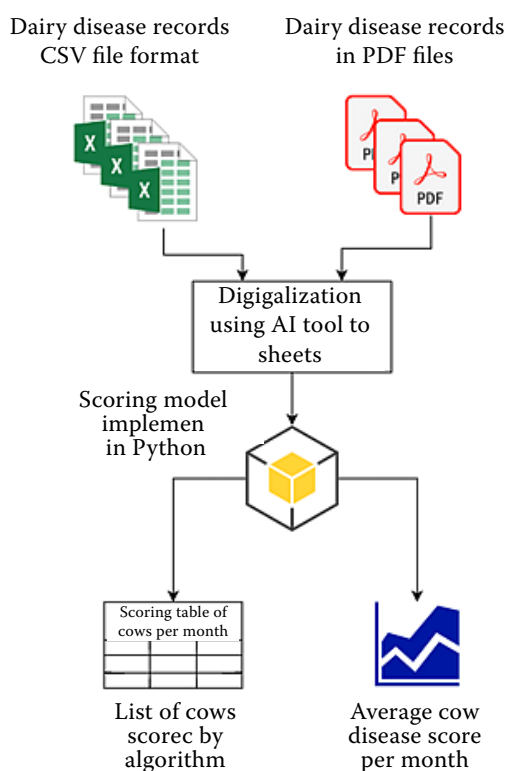 Dairy disease records
CSV file format
Dairy disease records
in PDF files
X
X
X
PDF
PDF
PDF
Digigalization
using AI tool to
sheets
Scoring model
implemen
in Python
Scoring table of
cows per month
List of cows
scorec by
algorithm
Average cow
disease score
per month